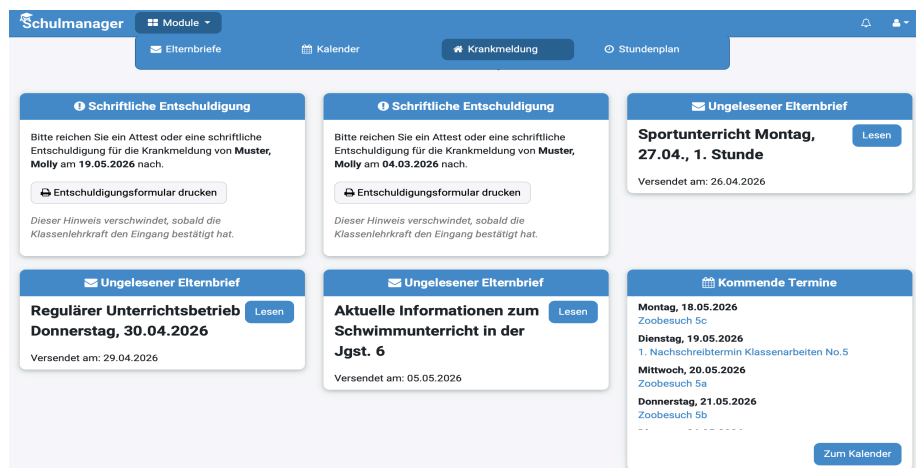 Schulmanager
Module
Elternbriefe
Kalender
Krankmeldung
Stundenplan
Schriftliche Entschuldigung
Bitte reichen Sie ein Attest oder eine schriftliche
Entschuldigung für die Krankmeldung von Muster,
Molly am 19.05.2026 nach.
Entschuldigungsformular drucken
Dieser Hinweis verschwindet, sobald die
Klassenlehrkraft den Eingang bestätigt hat.
Schriftliche Entschuldigung
Bitte reichen Sie ein Attest oder eine schriftliche
Entschuldigung für die Krankmeldung von Muster,
Molly am 04.03.2026 nach.
Entschuldigungsformular drucken
Dieser Hinweis verschwindet, sobald die
Klassenlehrkraft den Eingang bestätigt hat.
Ungelesener Elternbrief
Sportunterricht Montag,
27.04., 1. Stunde
Lesen
Versendet am: 26.04.2026
Ungelesener Elternbrief
Regulärer Unterrichtsbetrieb
Donnerstag, 30.04.2026
Lesen
Versendet am: 29.04.2026
Ungelesener Elternbrief
Aktuelle Informationen zum
Schwimmunterricht in der
Jgst. 6
Lesen
Versendet am: 05.05.2026
Kommende Termine
Montag, 18.05.2026
Zoobesuch 5c
Dienstag, 19.05.2026
1. Nachschreibtermin Klassenarbeiten No.5
Mittwoch, 20.05.2026
Zoobesuch 5a
Donnerstag, 21.05.2026
Zoobesuch 5b
Zum Kalender